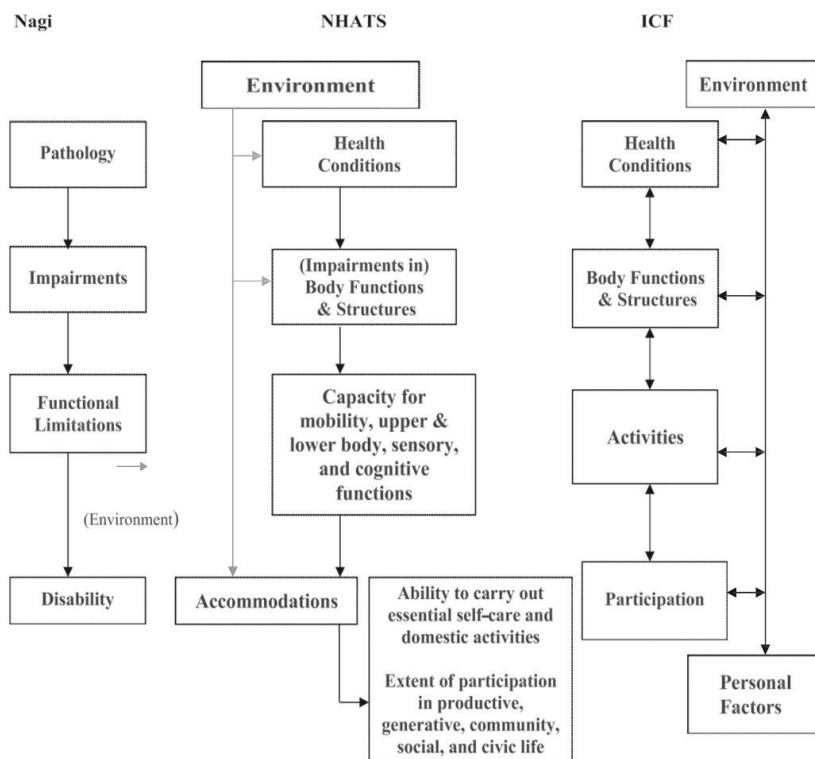 Nagi
Pathology
Impairments
Functional
Limitations
(Environment)
Disability
NHATS
Environment
Health
Conditions
(Impairments in)
Body Functions
& Structures
Capacity for
mobility, upper &
lower body, sensory,
and cognitive
functions
Accommodations
Ability to carry out
essential self-care and
domestic activities
Extent of participation
in productive,
generative, community,
social, and civic life
ICF
Environment
Health
Conditions
Body Functions
& Structures
Activities
Participation
Personal
Factors